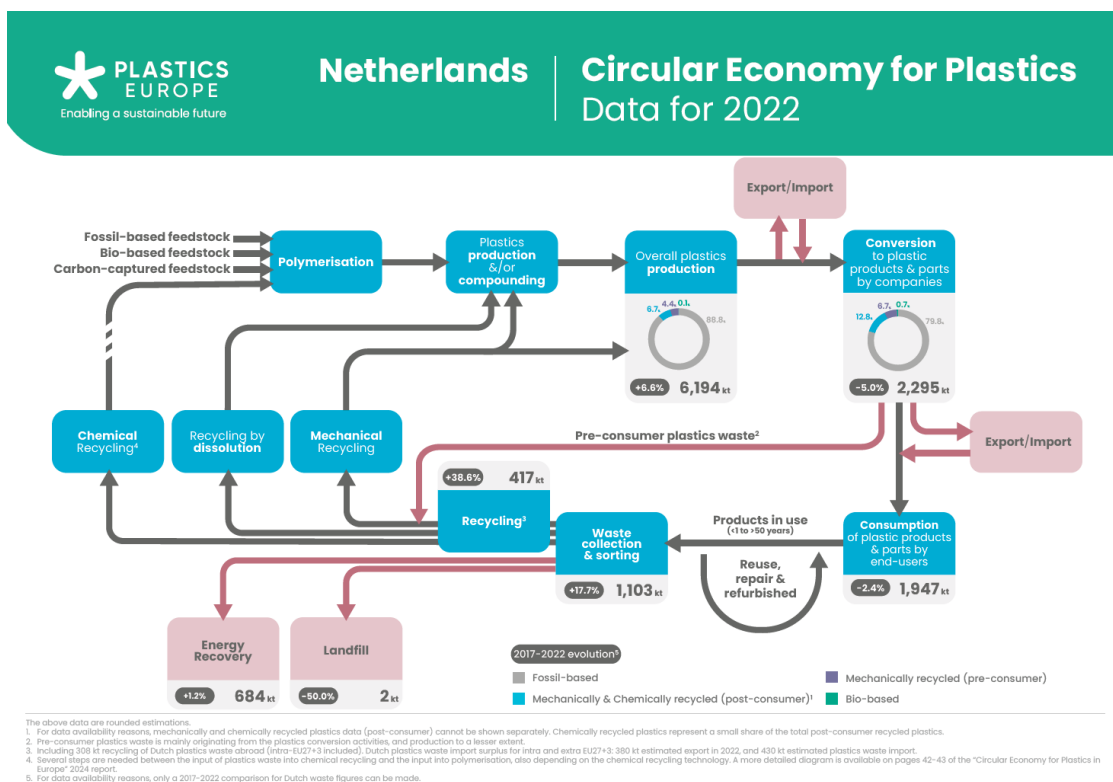 PLASTICS
EUROPE
Enabling a sustainable future
Netherlands
Circular Economy for Plastics
Data for 2022
Export/Import
Fossil-based feedstock
Bio-based feedstock
Carbon-captured feedstock
Polymerisation
Plastics
production
&/or
compounding
Overall plastics
production
6.7%
4.4%
0.1%
88.8%
+6.6%
6,194 kt
Conversion
to plastic
products & parts
by companies
12.8%
6.7%
0.7%
79.8%
-5.0%
2,295 kt
Chemical
Recycling⁴
Recycling by
dissolution
Mechanical
Recycling
Pre-consumer plastics waste²
Export/Import
+38.6%
417 kt
Recycling³
Waste
collection
& sorting
+17.7%
1,103 kt
Products in use
(<1 to >50 years)
Reuse,
repair &
refurbished
Consumption
of plastic products
& parts by
end-users
-2.4%
1,947 kt
Energy
Recovery
+1.2%
684 kt
Landfill
-50.0%
2 kt
2017-2022 evolution⁵
Fossil-based
Mechanically & Chemically recycled (post-consumer)¹
Mechanically recycled (pre-consumer)
Bio-based
The above data are rounded estimations.
1. For data availability reasons, mechanically and chemically recycled plastics data (post-consumer) cannot be shown separately. Chemically recycled plastics represent a small share of the total post-consumer recycled plastics.
2. Pre-consumer plastics waste is mainly originating from the plastics conversion activities, and production to a lesser extent.
3. Including 308 kt recycling of Dutch plastics waste abroad (intra-EU27+3 included). Dutch plastics waste import surplus for intra and extra EU27+3: 380 kt estimated export in 2022, and 430 kt estimated plastics waste import.
4. Several steps are needed between the input of plastics waste into chemical recycling and the input into polymerisation, also depending on the chemical recycling technology. A more detailed diagram is available on pages 42-43 of the "Circular Economy for Plastics in
Europe" 2024 report.
5. For data availability reasons, only a 2017-2022 comparison for Dutch waste figures can be made.